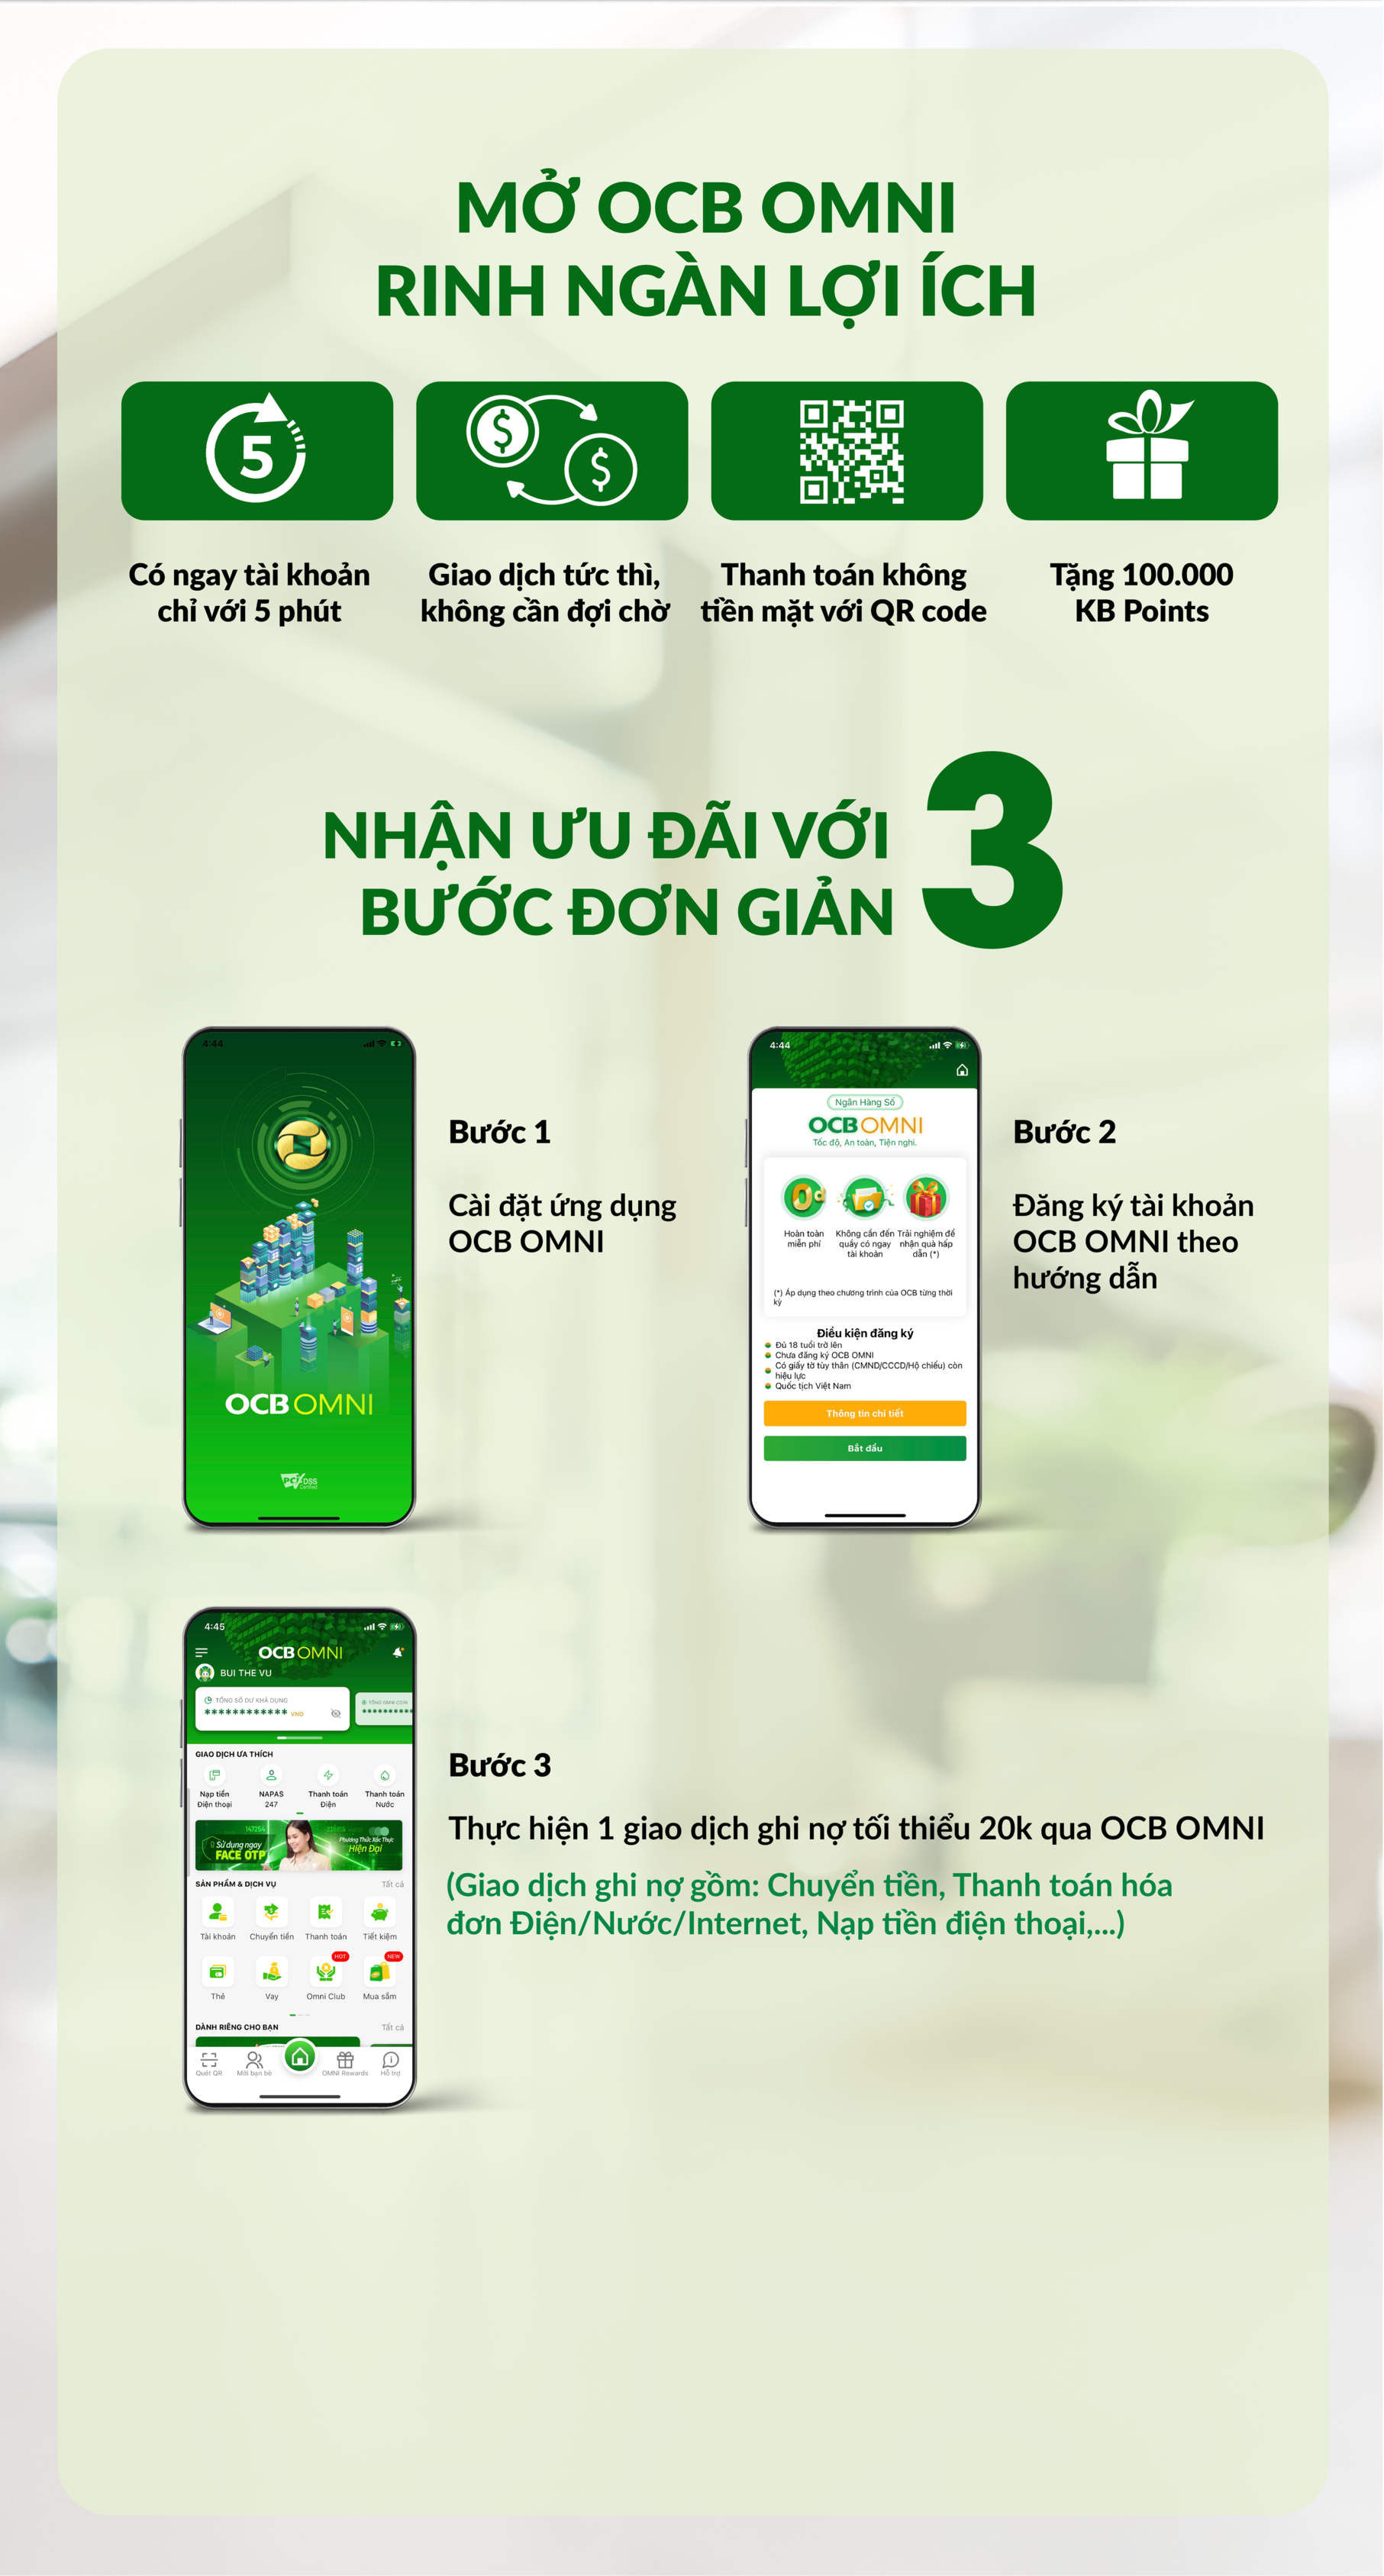 MỞ OCB OMNI
RINH NGÀN LỢI ÍCH
5
Có ngay tài khoản
chỉ với 5 phút
Giao dịch tức thì,
không cần đợi chờ
Thanh toán không
tiền mặt với QR code
Tặng 100.000
KB Points
NHẬN ƯU ĐÃI VỚI
BƯỚC ĐƠN GIẢN
3
4:44
OCB OMNI
PCI DSS
Certified
Bước 1
Cài đặt ứng dụng
OCB OMNI
4:44
Ngân Hàng Số
OCB OMNI
Tốc độ, An toàn, Tiện nghi.
0đ
Hoàn toàn
miễn phí
Không cần đến
quầy có ngay
tài khoản
Trải nghiệm để
nhận quà hấp
dẫn (*)
(*) Áp dụng theo chương trình của OCB từng thời
kỳ
Điều kiện đăng ký
Đủ 18 tuổi trở lên
Chưa đăng ký OCB OMNI
Có giấy tờ tùy thân (CMND/CCCD/Hộ chiếu) còn
hiệu lực
Quốc tịch Việt Nam
Thông tin chi tiết
Bắt đầu
Bước 2
Đăng ký tài khoản
OCB OMNI theo
hướng dẫn
4:45
OCB OMNI
BUI THE VU
TỔNG SỐ DƯ KHẢ DỤNG
************ VND
TỔNG OMNI COIN
**********
GIAO DỊCH ƯA THÍCH
Nạp tiền
Điện thoại
NAPAS
247
Thanh toán
Điện
Thanh toán
Nước
147254
Sử dụng ngay
FACE OTP
Phương Thức Xác Thực
Hiện Đại
SẢN PHẨM & DỊCH VỤ
Tất cả
Tài khoản
Chuyển tiền
Thanh toán
Tiết kiệm
HOT
NEW
Thẻ
Vay
Omni Club
Mua sắm
DÀNH RIÊNG CHO BẠN
Tất cả
Quét QR
Mời bạn bè
OMNI Rewards
Hỗ trợ
Bước 3
Thực hiện 1 giao dịch ghi nợ tối thiểu 20k qua OCB OMNI
(Giao dịch ghi nợ gồm: Chuyển tiền, Thanh toán hóa
đơn Điện/Nước/Internet, Nạp tiền điện thoại,...)